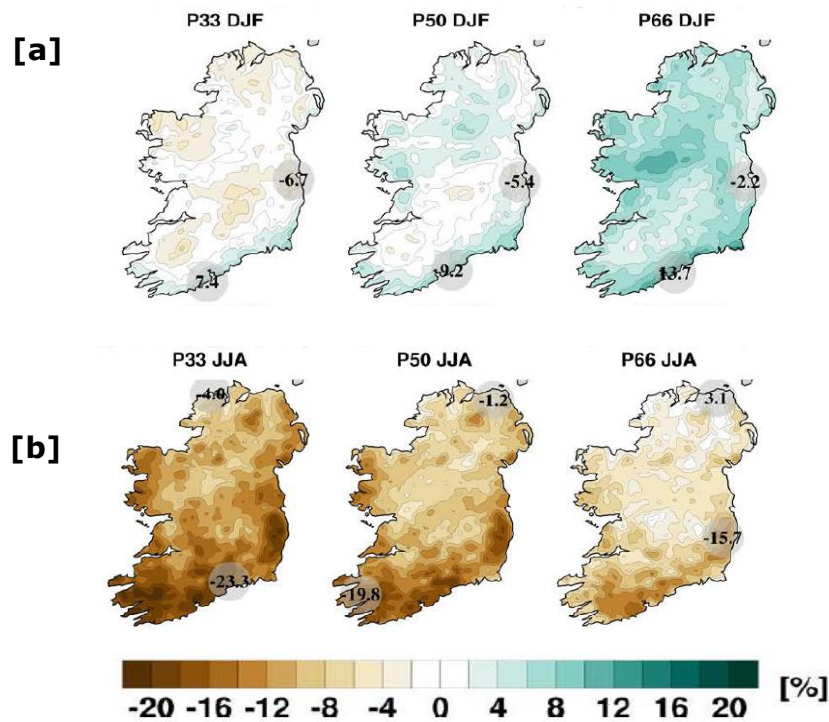 P33 DJF P50 DJF P66 DJF
[a]
-6.7 -5.4 -2.2
7.4 9.2 13.7
P33 JJA P50 JJA P66 JJA
-4.0 -1.2 3.1
[b]
-15.7
-23.3 -19.8
-20 -16 -12 -8 -4 0 4 8 12 16 20 [%]